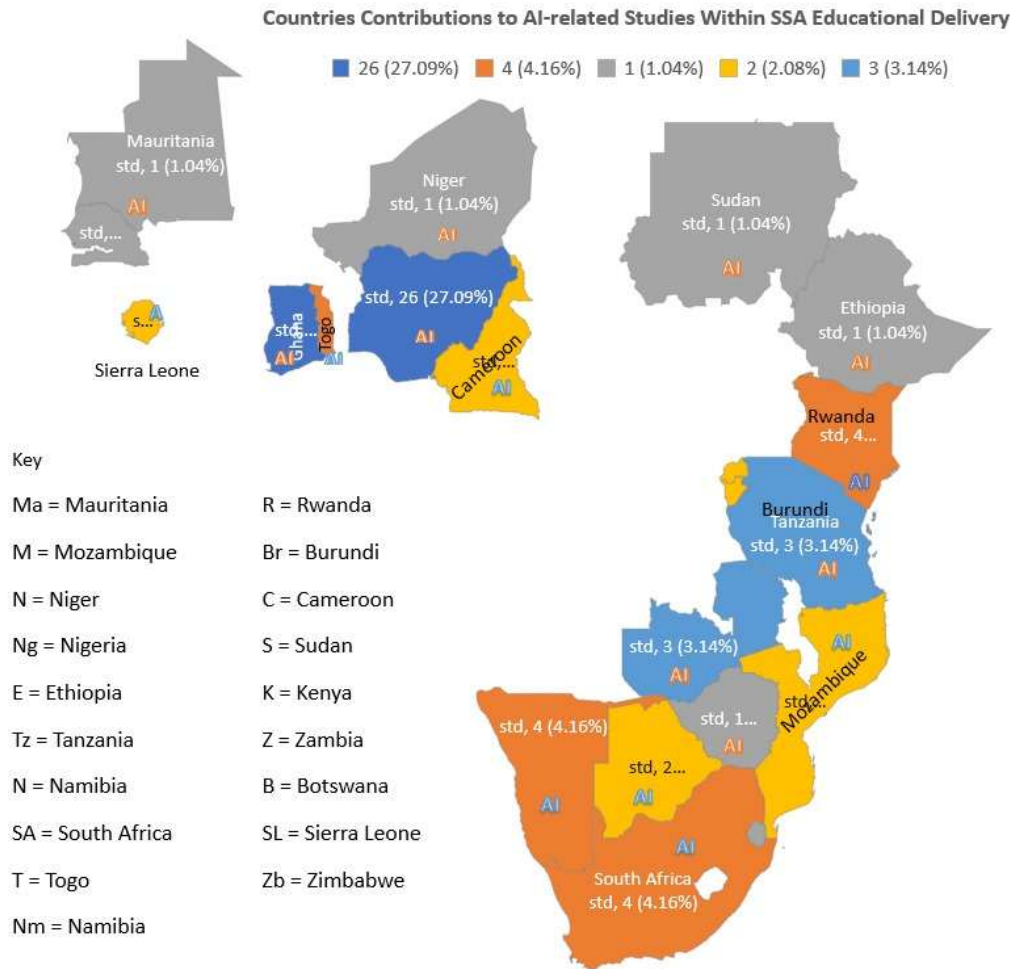 Countries Contributions to AI-related Studies Within SSA Educational Delivery
26 (27.09%) 4 (4.16%) 1 (1.04%) 2 (2.08%) 3 (3.14%)
Mauritania
std, 1 (1.04%)
AI
std,...
Niger
std, 1 (1.04%)
AI
Sudan
std, 1 (1.04%)
AI
Ethiopia
std, 1 (1.04%)
AI
s...
AI
Sierra Leone
std,...
Ghana
AI
Togo
AI
std, 26 (27.09%)
AI
std,...
Cameroon
AI
Rwanda
std, 4...
AI
Burundi
Tanzania
std, 3 (3.14%)
AI
std, 3 (3.14%)
AI
AI
std,...
Mozambique
std, 1...
AI
std, 4 (4.16%)
AI
std, 2...
AI
AI
South Africa
std, 4 (4.16%)
Key
Ma = Mauritania R = Rwanda
M = Mozambique Br = Burundi
N = Niger C = Cameroon
Ng = Nigeria S = Sudan
E = Ethiopia K = Kenya
Tz = Tanzania Z = Zambia
N = Namibia B = Botswana
SA = South Africa SL = Sierra Leone
T = Togo Zb = Zimbabwe
Nm = Namibia